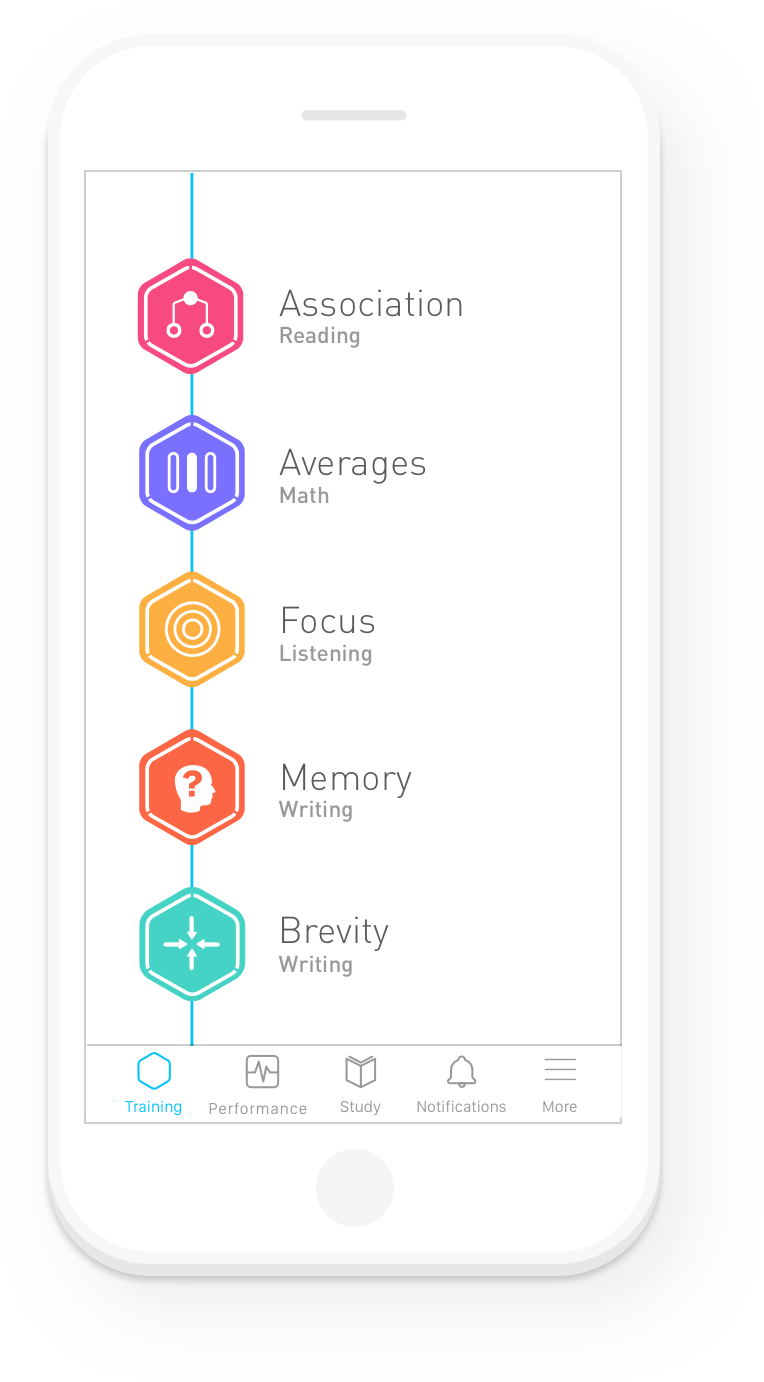 Association
Reading
Averages
Math
Focus
Listening
Memory
Writing
Brevity
Writing
Training
Performance
Study
Notifications
More